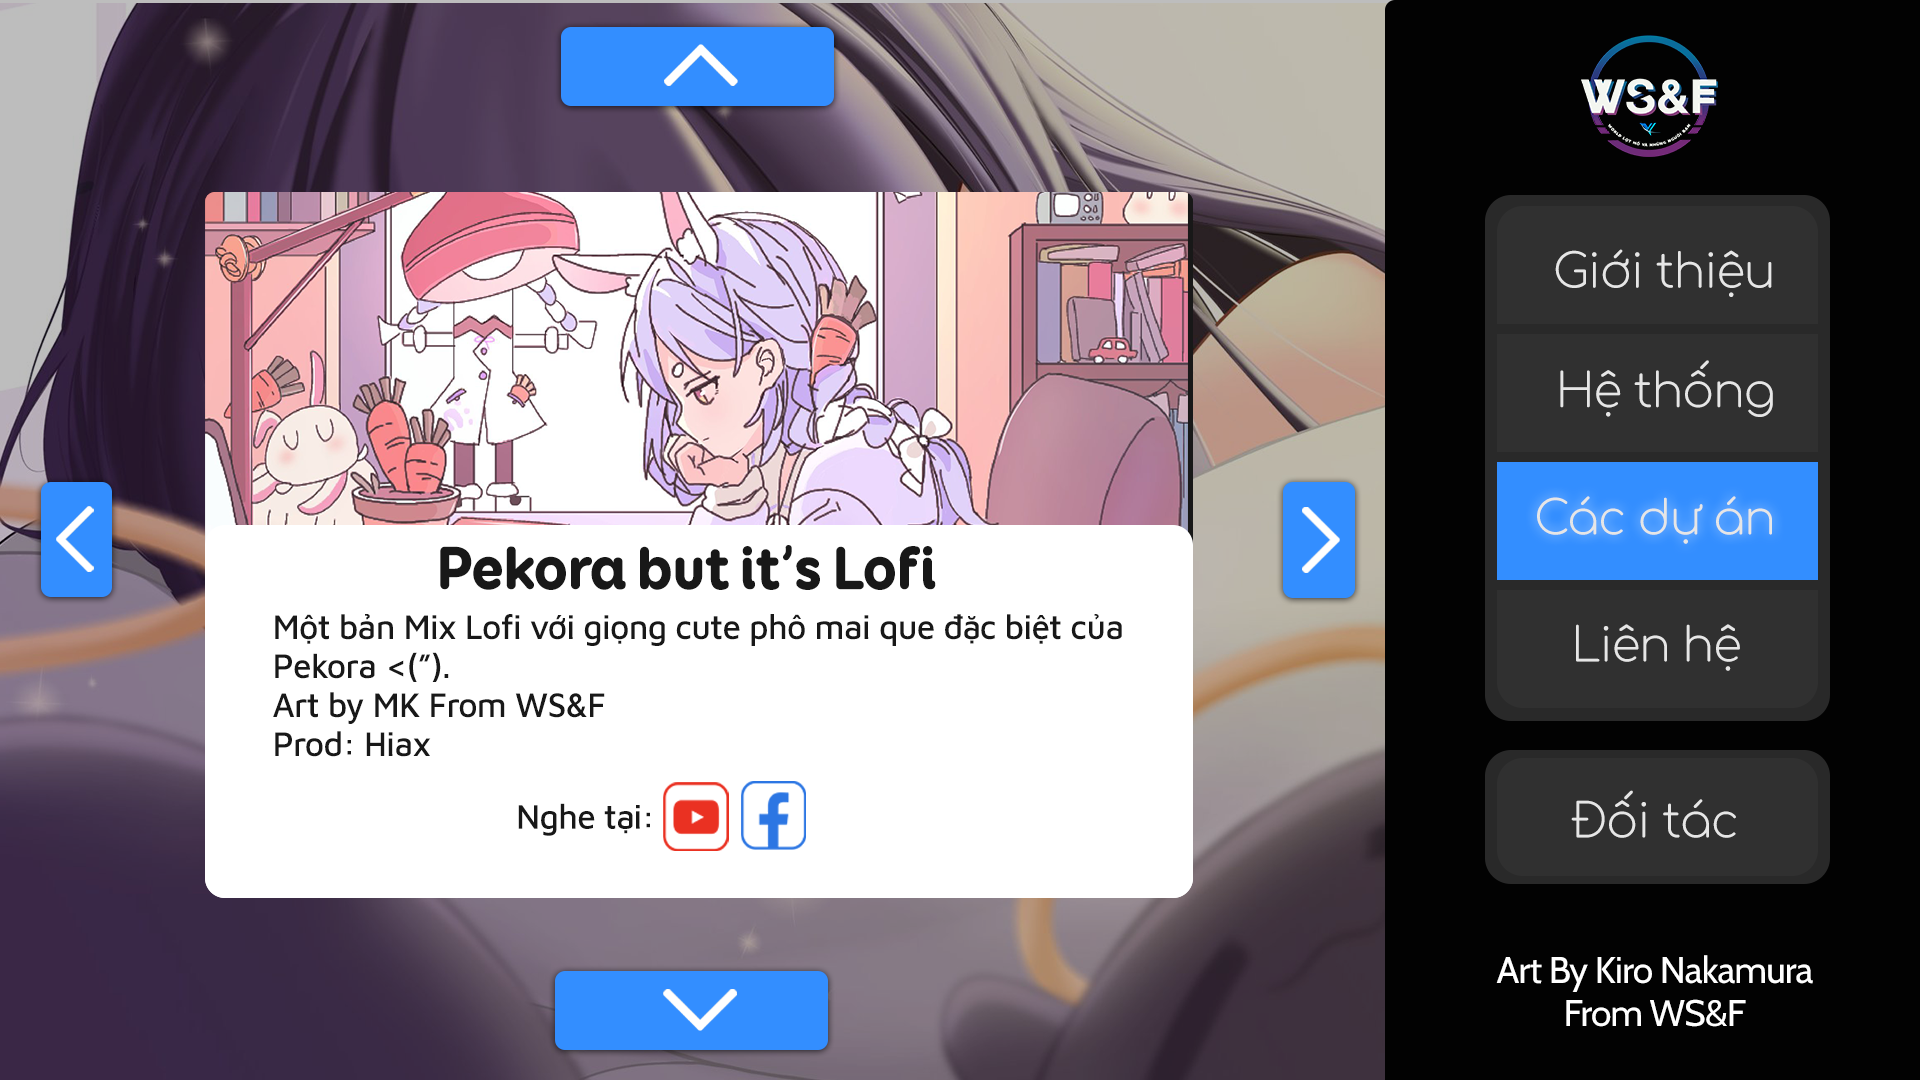 Pekora but it's Lofi
Một bản Mix Lofi với giọng cute phô mai que đặc biệt của
Pekora <(”).
Art by MK From WS&F
Prod: Hiax
Nghe tại:
WS&F
Giới thiệu
Hệ thống
Các dự án
Liên hệ
Đối tác
Art By Kiro Nakamura
From WS&F